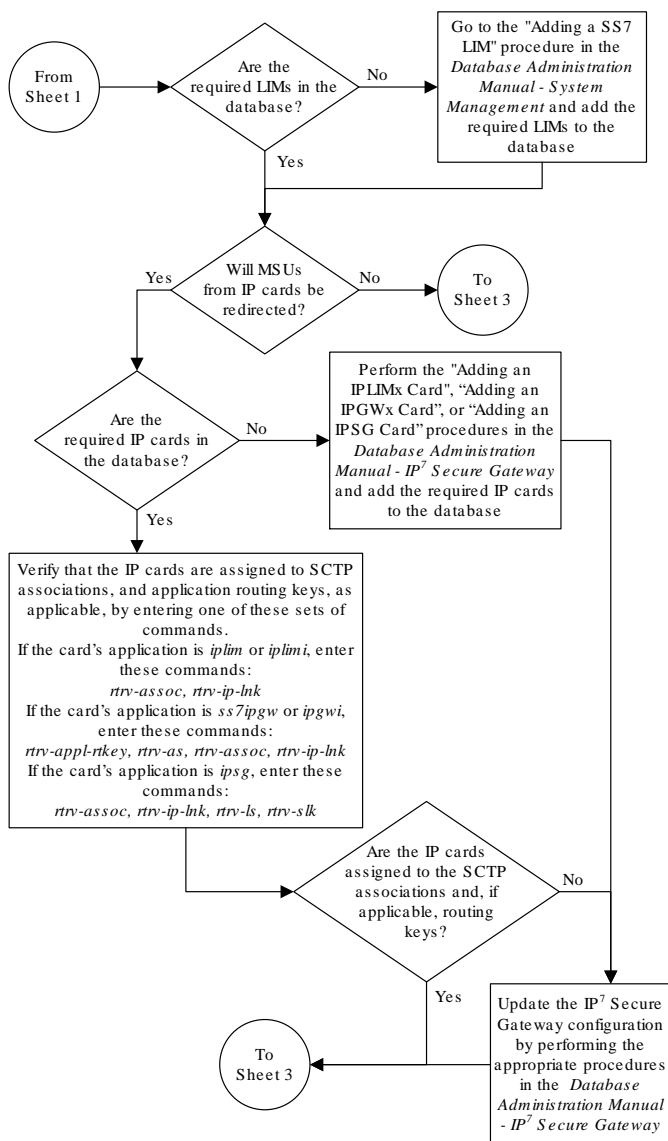 From
Sheet 1
Are the
required LIMs in the
database?
No
Yes
Go to the "Adding a SS7
LIM" procedure in the
Database Administration
Manual - System
Management and add the
required LIMs to the
database
Will MSUs
from IP cards be
redirected?
Yes
No
To
Sheet 3
Are the
required IP cards in
the database?
No
Yes
Perform the "Adding an
IPLIMx Card", “Adding an
IPGWx Card”, or “Adding an
IPSG Card” procedures in the
Database Administration
Manual - IP7 Secure Gateway
and add the required IP cards
to the database
Verify that the IP cards are assigned to SCTP
associations, and application routing keys, as
applicable, by entering one of these sets of
commands.
If the card’s application is iplim or iplimi, enter
these commands:
rtrv-assoc, rtrv-ip-lnk
If the card’s application is ss7ipgw or ipgwi,
enter these commands:
rtrv-appl-rtkey, rtrv-as, rtrv-assoc, rtrv-ip-lnk
If the card’s application is ipsg, enter these
commands:
rtrv-assoc, rtrv-ip-lnk, rtrv-ls, rtrv-slk
Are the IP cards
assigned to the SCTP
associations and, if
applicable, routing
keys?
No
Yes
To
Sheet 3
Update the IP7 Secure
Gateway configuration
by performing the
appropriate procedures
in the Database
Administration Manual
- IP7 Secure Gateway